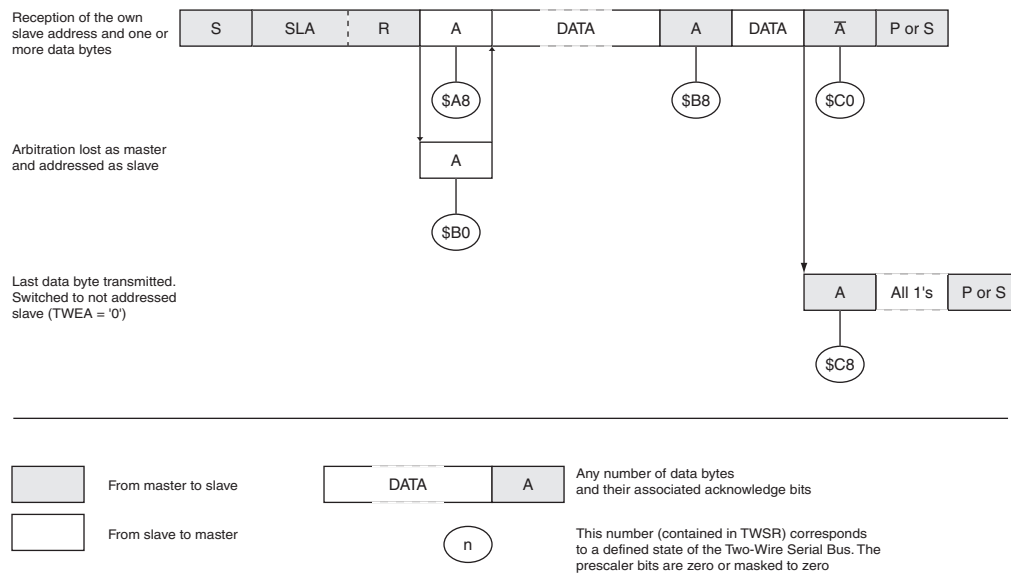 Reception of the own
slave address and one or
more data bytes
S SLA R A DATA A DATA A̅ P or S
$A8 $B8 $C0
Arbitration lost as master
and addressed as slave
A
$B0
Last data byte transmitted.
Switched to not addressed
slave (TWEA = '0')
A All 1's P or S
$C8
From master to slave
DATA A
Any number of data bytes
and their associated acknowledge bits
From slave to master
n
This number (contained in TWSR) corresponds
to a defined state of the Two-Wire Serial Bus. The
prescaler bits are zero or masked to zero